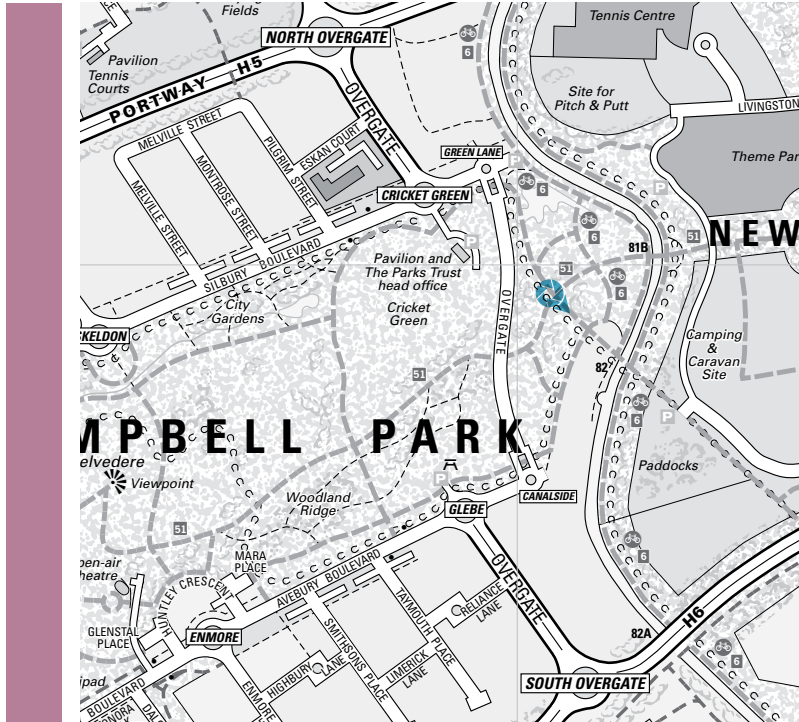 Fields
NORTH OVERGATE
6
Tennis Centre
Pavilion
Tennis
Courts
PORTWAY H5
Site for
Pitch & Putt
LIVINGSTON
OVERGATE
MELVILLE STREET
ESKAN COURT
GREEN LANE
P
PILGRIM STREET
MONTROSE STREET
MELVILLE STREET
Theme Par
6
P
CRICKET GREEN
6
81B
51
NEW
P
SILBURY BOULEVARD
Pavilion and
The Parks Trust
head office
51
6
City
Gardens
Cricket
Green
OVERGATE
KELDON
Camping
&
Caravan
Site
82
51
6
P
MPBELL PARK
elvedere
Viewpoint
P
Paddocks
Woodland
Ridge
CANALSIDE
GLEBE
51
6
MARA
PLACE
pen-air
heatre
HUNTLEY CRESCENT
AVEBURY BOULEVARD
OVERGATE
RELIANCE
LANE
TAYMOUTH PLACE
H6
GLENSTAL
PLACE
ENMORE
SMITHSONS PLACE
82A
6
LIMERICK
LANE
HIGHBURY
LANE
ENMORE
SOUTH OVERGATE
ipad
BOULEVARD